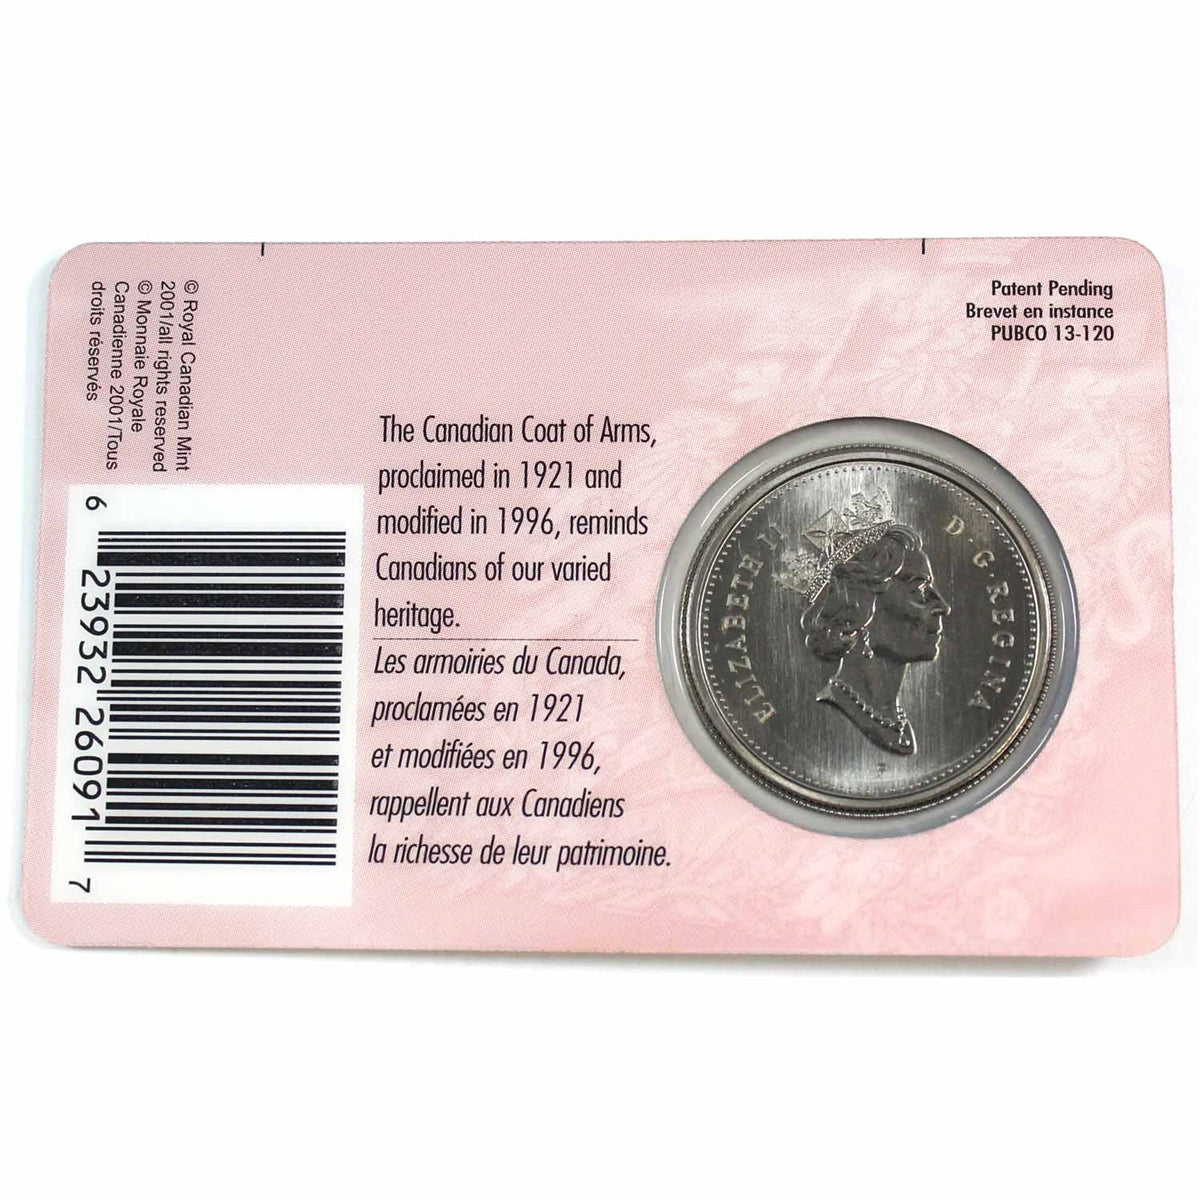 © Royal Canadian Mint
2001/all rights reserved
© Monnaie Royale
Canadienne 2001/Tous
droits réservés
Patent Pending
Brevet en instance
PUBCO 13-120
The Canadian Coat of Arms,
proclaimed in 1921 and
modified in 1996, reminds
Canadians of our varied
heritage.
Les armoiries du Canada,
proclamées en 1921
et modifiées en 1996,
rappellent aux Canadiens
la richesse de leur patrimoine.
6 23932 26091 7
ELIZABETH II D·G·REGINA
P